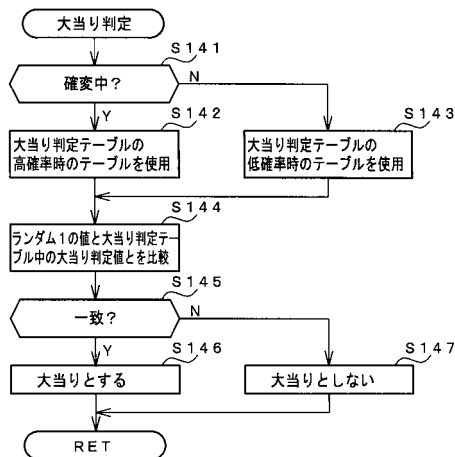 大当り判定
S141
確変中?
N
Y
S142
大当り判定テーブルの
高確率時のテーブルを使用
S143
大当り判定テーブルの
低確率時のテーブルを使用
S144
ランダム1の値と大当り判定テー
ブル中の大当り判定値とを比較
S145
一致?
N
Y
S146
大当りとする
S147
大当りとしない
RET